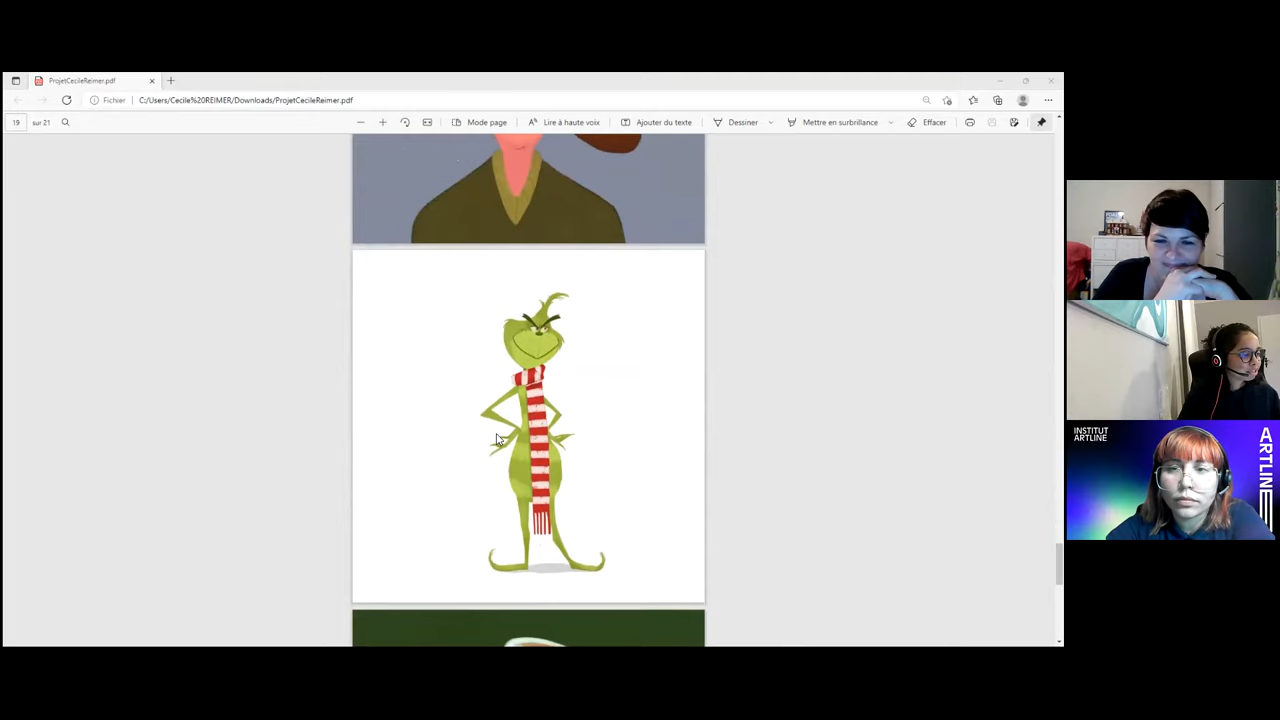 ProjetCecileReimer.pdf
Fichier
C:/Users/Cecile%20REIMER/Downloads/ProjetCecileReimer.pdf
19 sur 21
Mode page
Lire à haute voix
Ajouter du texte
Dessiner
Mettre en surbrillance
Effacer
INSTITUT
ARTLINE
ARTLINE